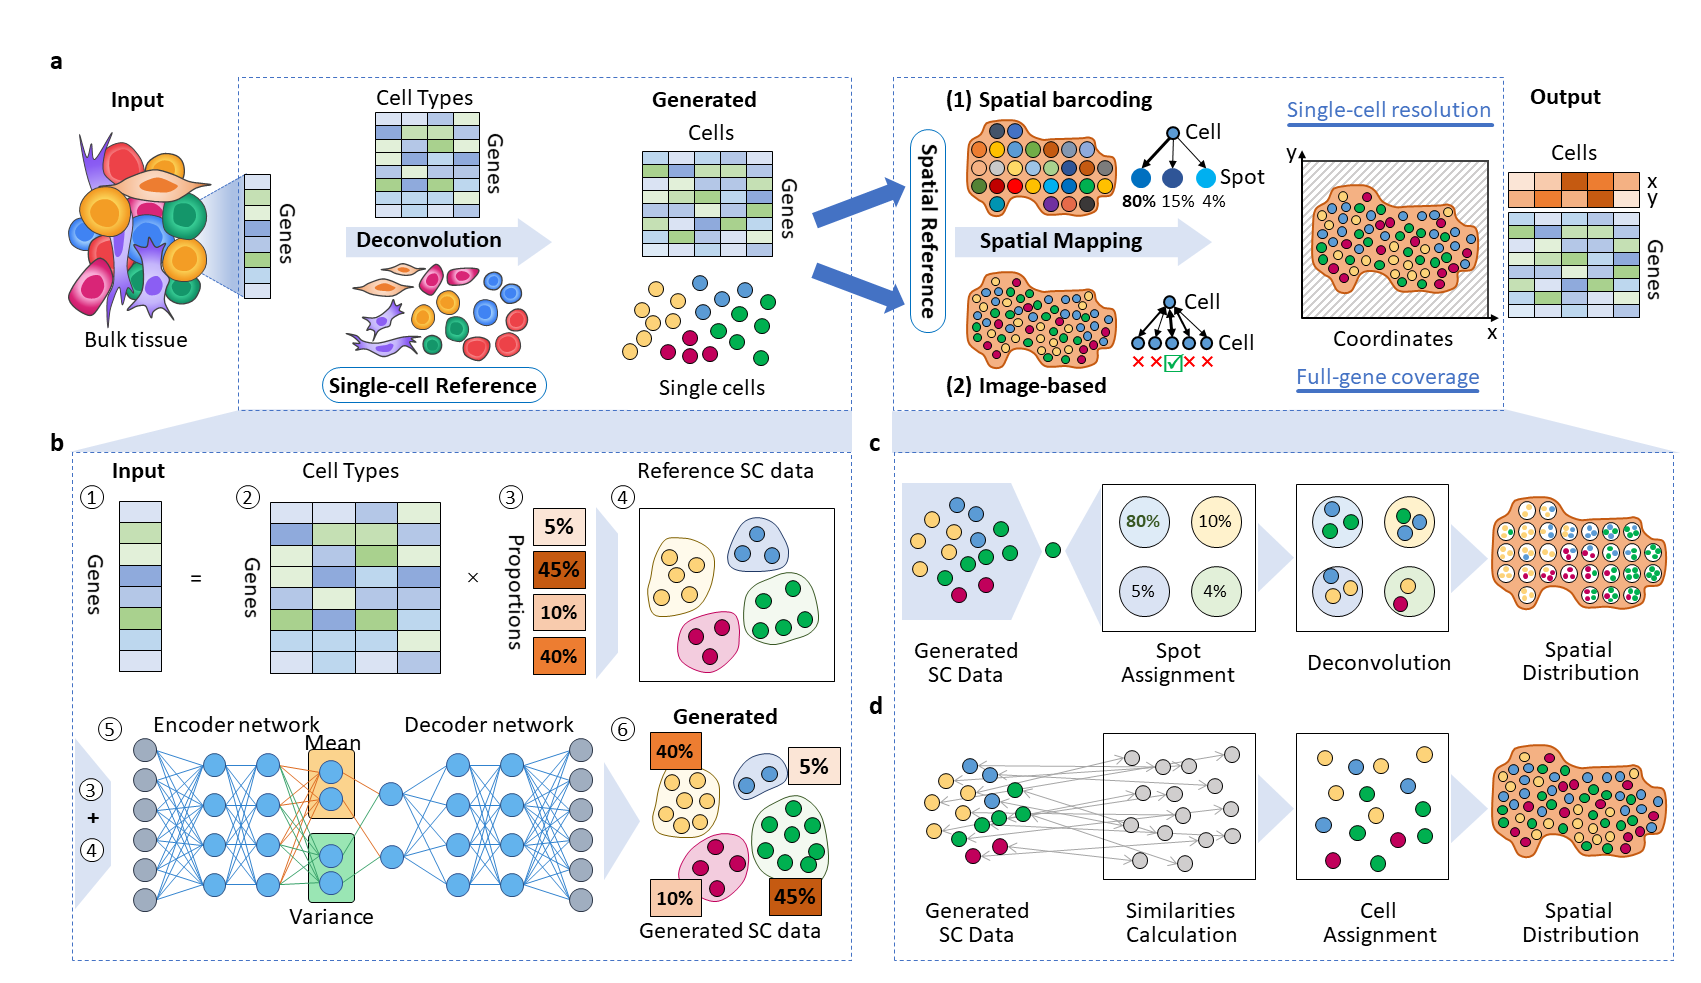 a
Input
Bulk tissue
Genes
Cell Types
Genes
Deconvolution
Single-cell Reference
Generated
Cells
Genes
Single cells
Spatial Reference
(1) Spatial barcoding
Cell
Spot
80% 15% 4%
Spatial Mapping
Cell
Cell
(2) Image-based
Single-cell resolution
y
x
Coordinates
Full-gene coverage
Output
Cells
x
y
Genes
b
Input
1
Genes
=
2
Cell Types
Genes
×
3
Proportions
5%
45%
10%
40%
4
Reference SC data
3
+
4
5
Encoder network
Mean
Variance
Decoder network
6
Generated
40%
5%
10%
45%
Generated SC data
c
Generated
SC Data
80%
10%
5%
4%
Spot
Assignment
Deconvolution
Spatial
Distribution
d
Generated
SC Data
Similarities
Calculation
Cell
Assignment
Spatial
Distribution